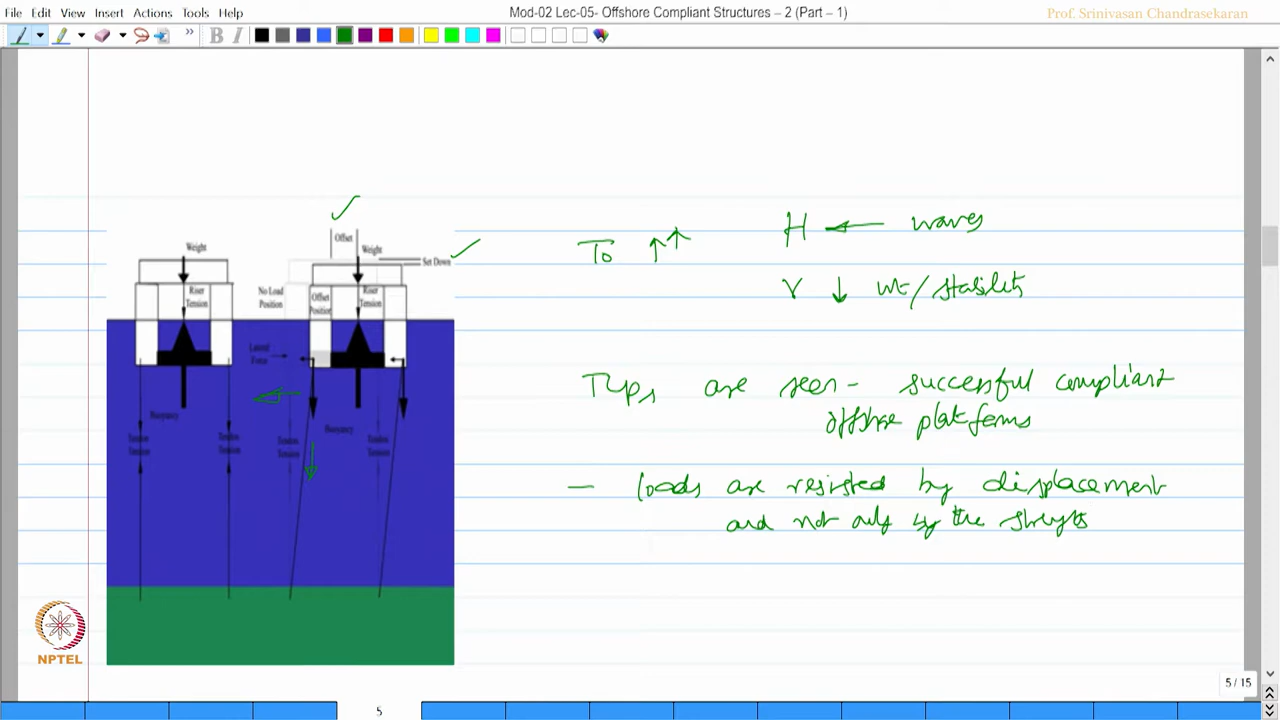 File Edit View Insert Actions Tools Help
Mod-02 Lec-05- Offshore Compliant Structures – 2 (Part – 1)
Prof. Srinivasan Chandrasekaran
B I
Weight
Riser
Tension
Buoyancy
Tendon
Tension
Tendon
Tension
Offset
Weight
Set Down
No Load
Position
Offset
Position
Riser
Tension
Lateral
Force
Buoyancy
Tendon
Tension
Tendon
Tension
To ↑↑
H ← waves
V ↓ wt/stability
TLPs are seen - successful compliant
offshore platforms
— loads are resisted by displacement
and not only by the strength
NPTEL
5 / 15
5